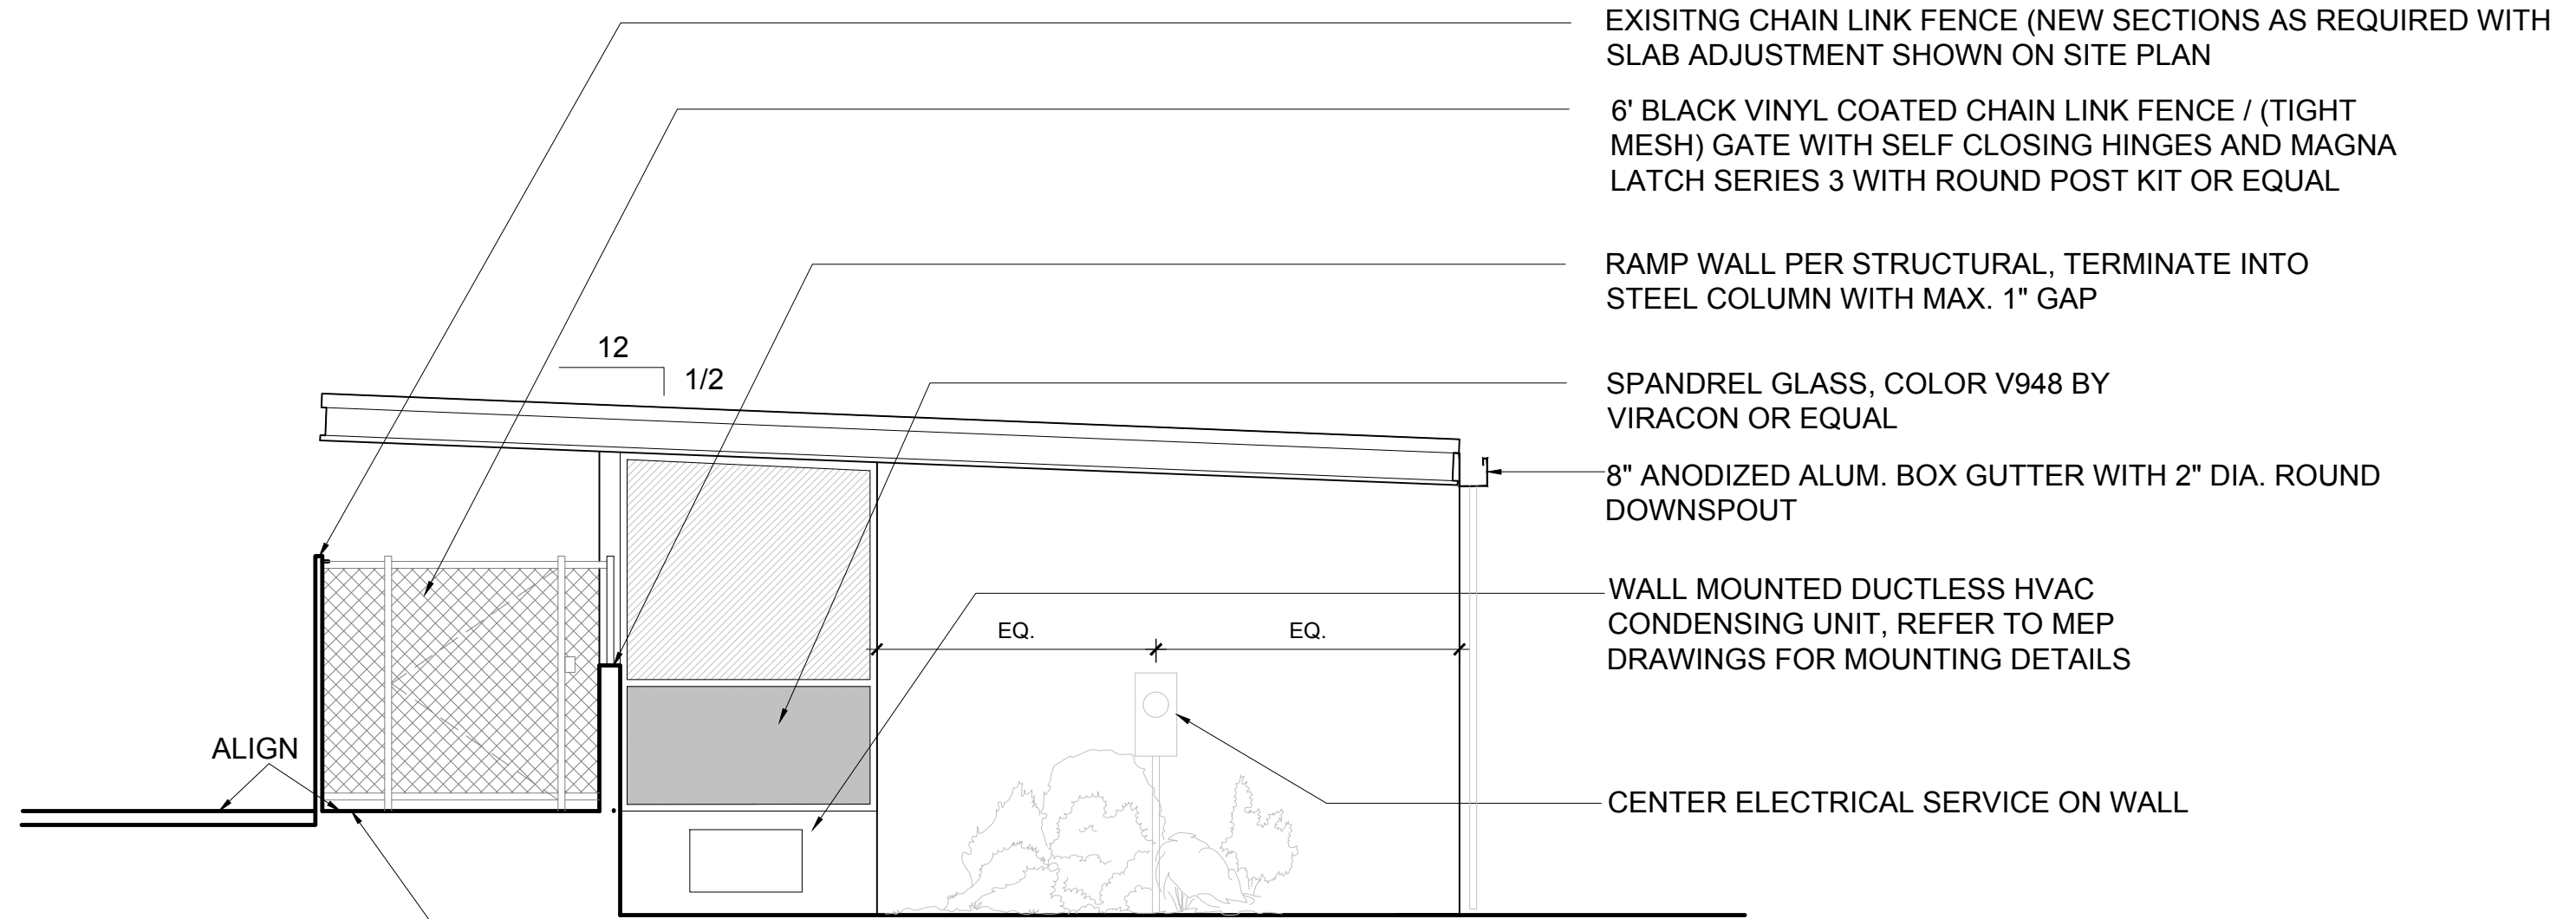 EXISITNG CHAIN LINK FENCE (NEW SECTIONS AS REQUIRED WITH
SLAB ADJUSTMENT SHOWN ON SITE PLAN
6' BLACK VINYL COATED CHAIN LINK FENCE / (TIGHT
MESH) GATE WITH SELF CLOSING HINGES AND MAGNA
LATCH SERIES 3 WITH ROUND POST KIT OR EQUAL
RAMP WALL PER STRUCTURAL, TERMINATE INTO
STEEL COLUMN WITH MAX. 1" GAP
12
1/2
SPANDREL GLASS, COLOR V948 BY
VIRACON OR EQUAL
8" ANODIZED ALUM. BOX GUTTER WITH 2" DIA. ROUND
DOWNSPOUT
WALL MOUNTED DUCTLESS HVAC
CONDENSING UNIT, REFER TO MEP
DRAWINGS FOR MOUNTING DETAILS
EQ.
EQ.
ALIGN
CENTER ELECTRICAL SERVICE ON WALL